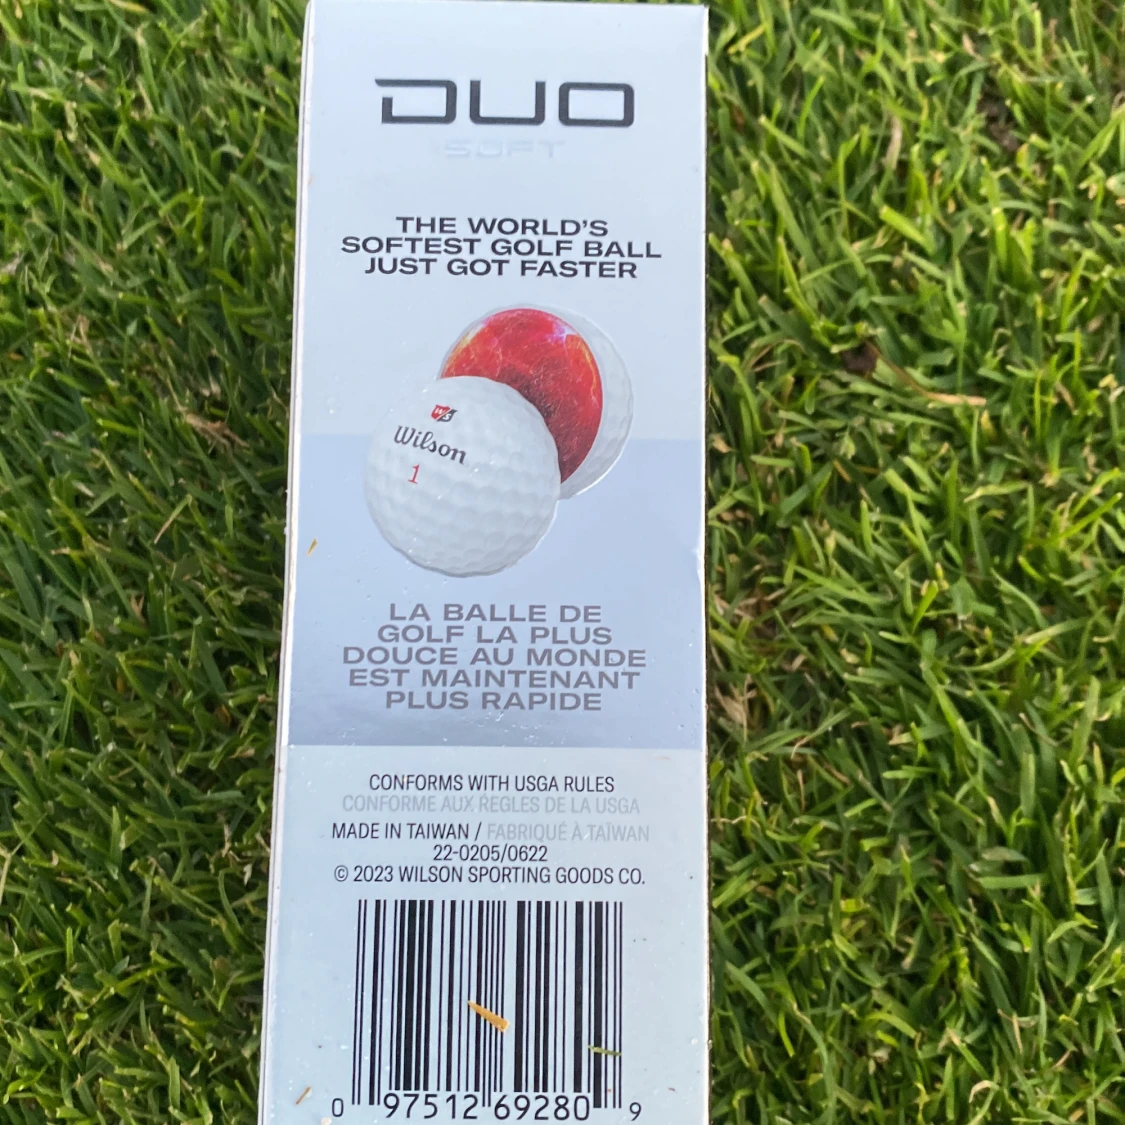 DUO
SOFT
THE WORLD'S
SOFTEST GOLF BALL
JUST GOT FASTER
W/S
Wilson
1
LA BALLE DE
GOLF LA PLUS
DOUCE AU MONDE
EST MAINTENANT
PLUS RAPIDE
CONFORMS WITH USGA RULES
CONFORME AUX RÈGLES DE LA USGA
MADE IN TAIWAN / FABRIQUÉ À TAÏWAN
22-0205/0622
© 2023 WILSON SPORTING GOODS CO.
0 97512 69280 9